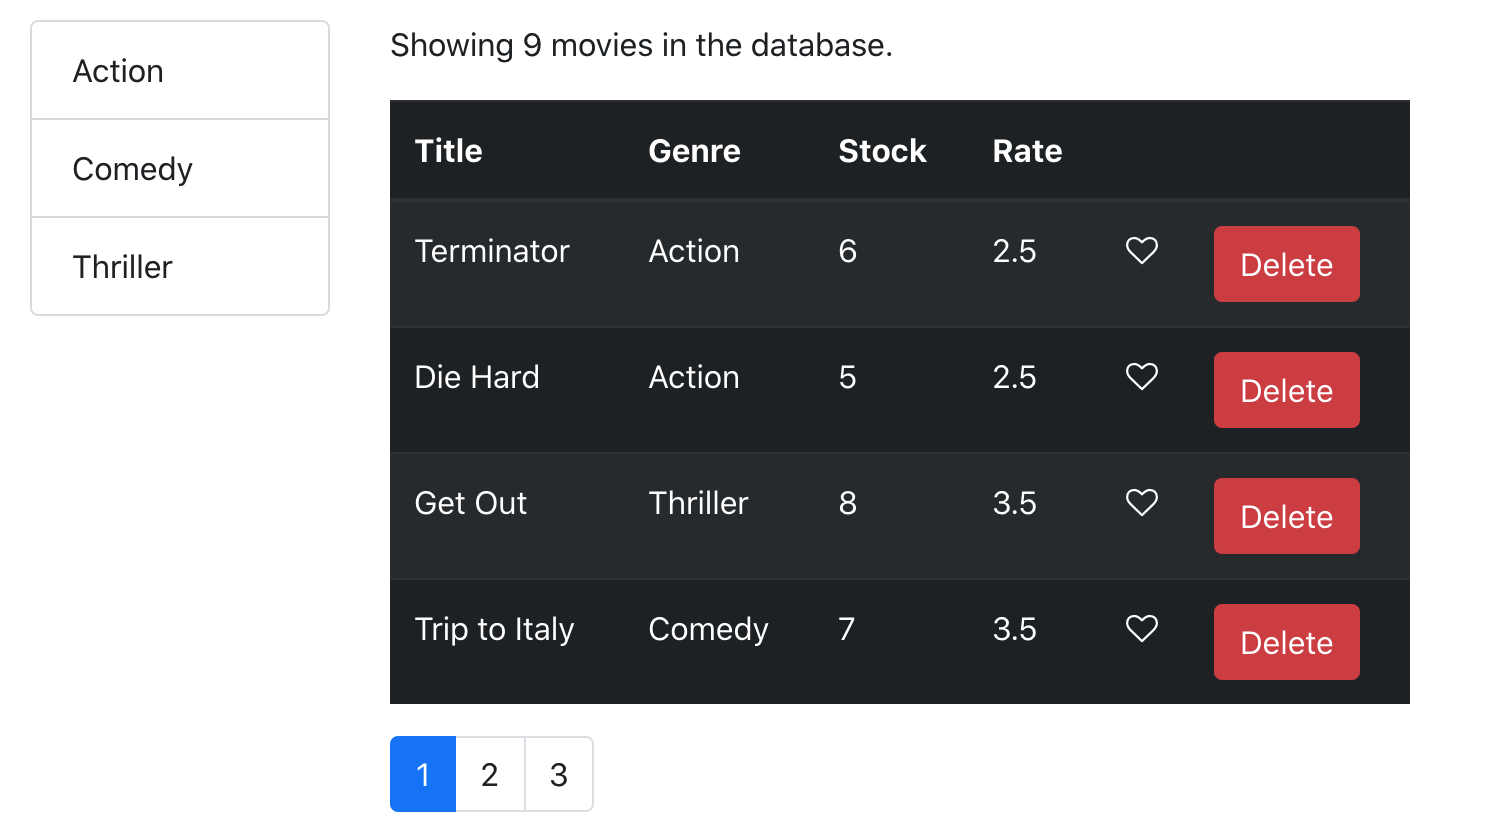 Action
Comedy
Thriller
Showing 9 movies in the database.
Title Genre Stock Rate
Terminator Action 6 2.5 Delete
Die Hard Action 5 2.5 Delete
Get Out Thriller 8 3.5 Delete
Trip to Italy Comedy 7 3.5 Delete
1 2 3